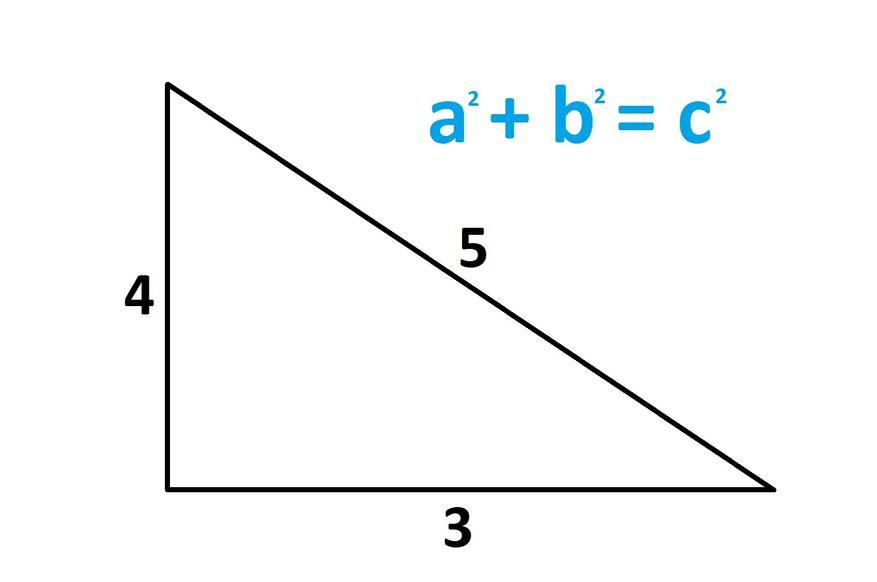 a² + b² = c²
5
4
3